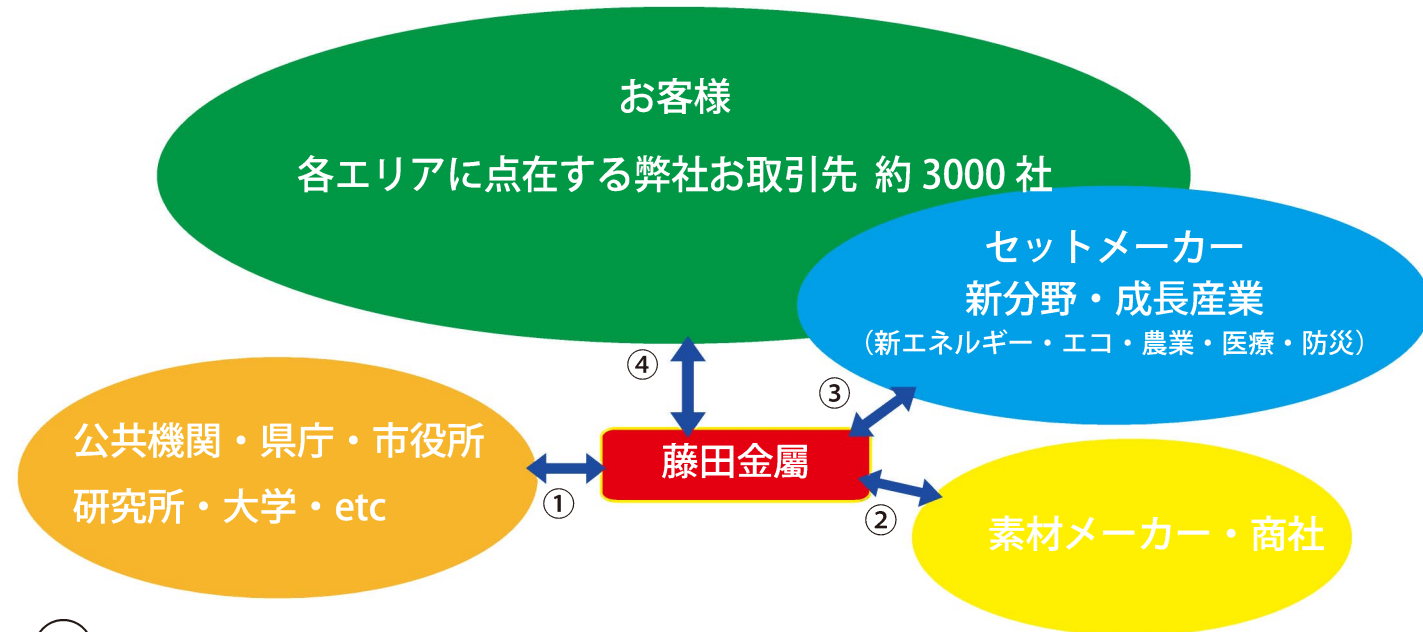 お客様
各エリアに点在する弊社お取引先 約 3000 社
セットメーカー
新分野・成長産業
（新エネルギー・エコ・農業・医療・防災）
④
③
公共機関・県庁・市役所
研究所・大学・etc
藤田金屬
①
②
素材メーカー・商社